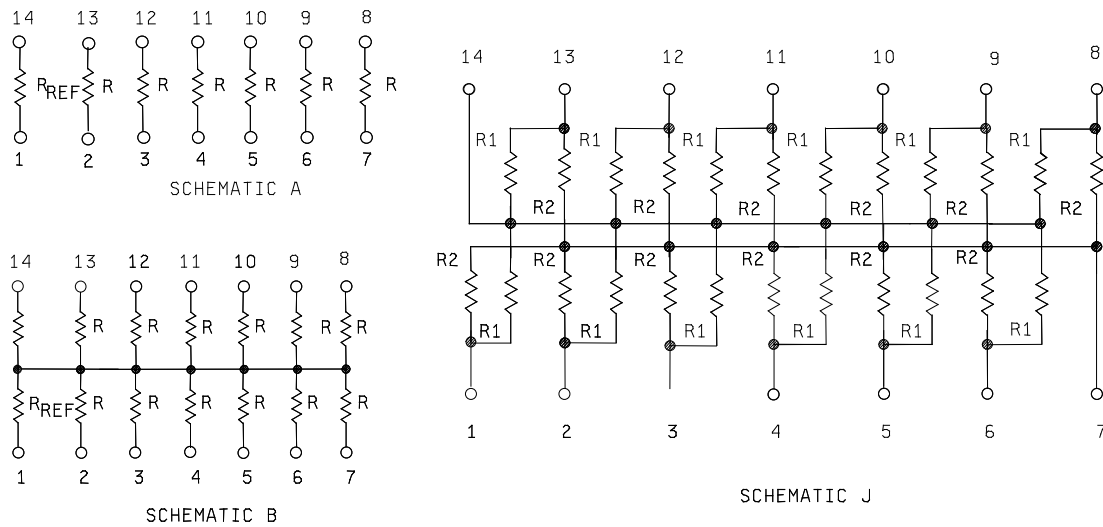 14 13 12 11 10 9 8
R REF R R R R R R
1 2 3 4 5 6 7
SCHEMATIC A
14 13 12 11 10 9 8
R R R R R R
R REF R R R R R R
1 2 3 4 5 6 7
SCHEMATIC B
14 13 12 11 10 9 8
R1 R1 R1 R1 R1 R1
R2 R2 R2 R2 R2 R2
R2 R2 R2 R2 R2 R2
R1 R1 R1 R1 R1 R1
1 2 3 4 5 6 7
SCHEMATIC J